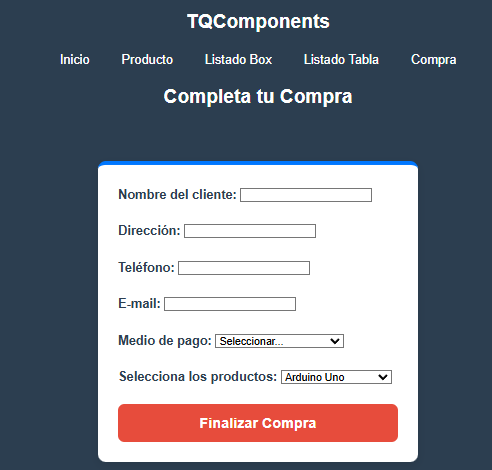 TQComponents
Inicio Producto Listado Box Listado Tabla Compra
Completa tu Compra
Nombre del cliente:
Dirección:
Teléfono:
E-mail:
Medio de pago: Seleccionar...
Selecciona los productos: Arduino Uno
Finalizar Compra